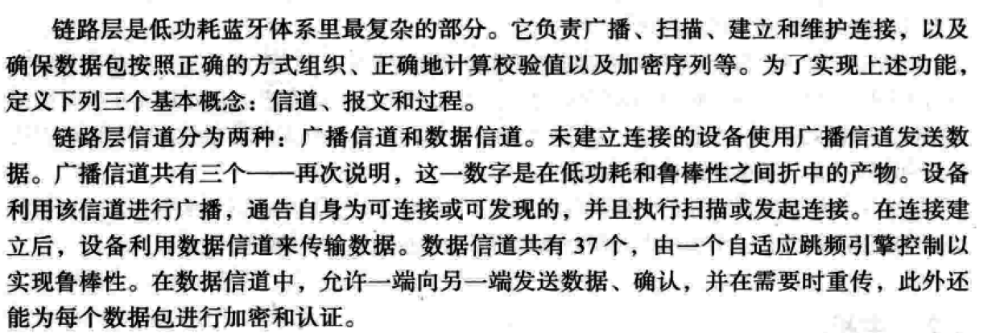 链路层是低功耗蓝牙体系里最复杂的部分。它负责广播、扫描、建立和维护连接，以及
确保数据包按照正确的方式组织、正确地计算校验值以及加密序列等。为了实现上述功能，
定义下列三个基本概念：信道、报文和过程。
链路层信道分为两种：广播信道和数据信道。未建立连接的设备使用广播信道发送数
据。广播信道共有三个——再次说明，这一数字是在低功耗和鲁棒性之间折中的产物。设备
利用该信道进行广播，通告自身为可连接或可发现的，并且执行扫描或发起连接。在连接建
立后，设备利用数据信道来传输数据。数据信道共有 37 个，由一个自适应跳频引擎控制以
实现鲁棒性。在数据信道中，允许一端向另一端发送数据、确认，并在需要时重传，此外还
能为每个数据包进行加密和认证。